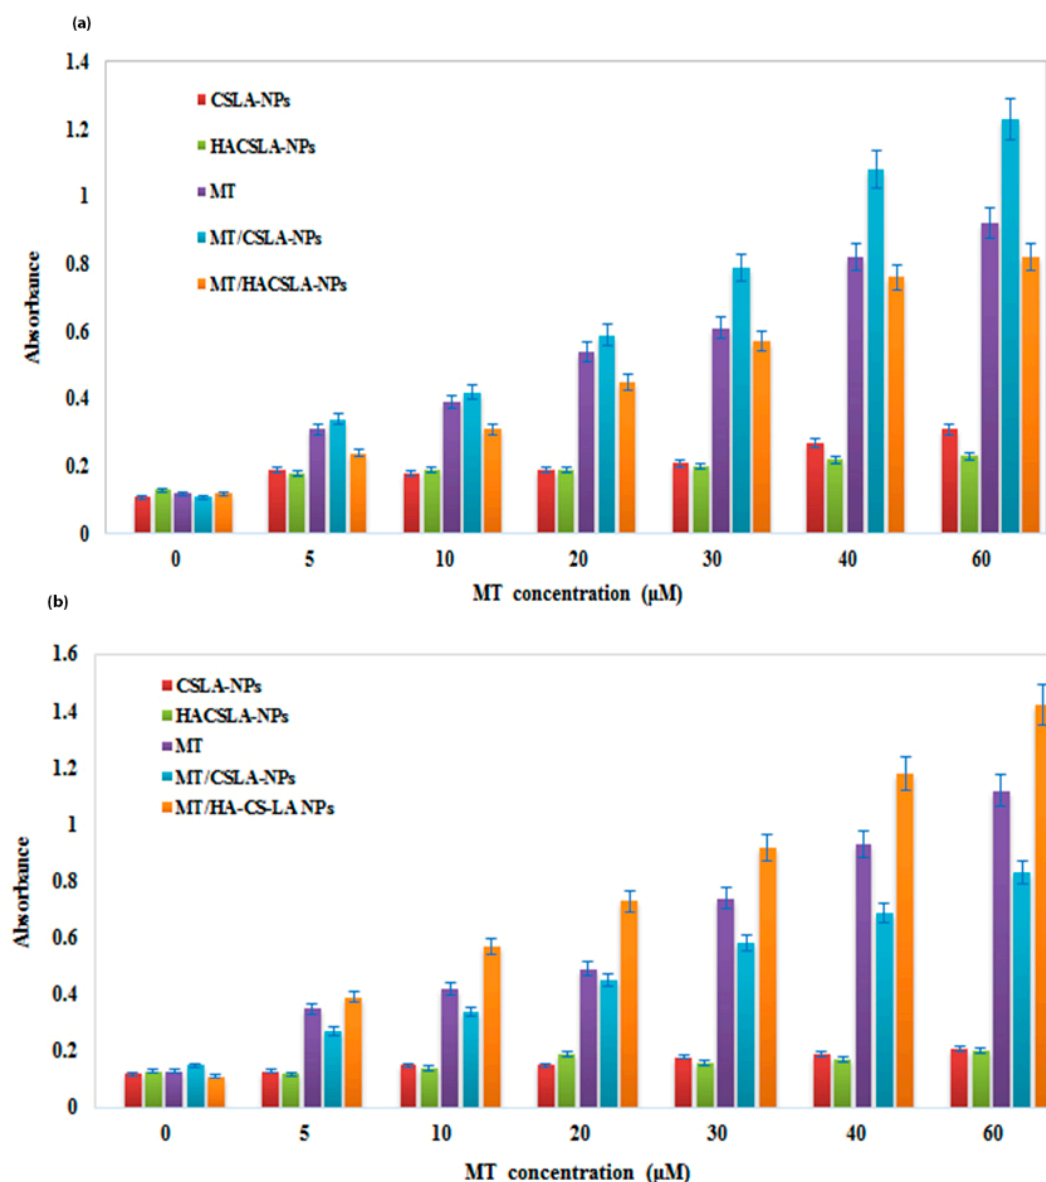 (a)
1.4
1.2
1
0.8
0.6
0.4
0.2
0
Absorbance
CSLA-NPs
HACSLA-NPs
MT
MT/CSLA-NPs
MT/HACSLA-NPs
0 5 10 20 30 40 60
MT concentration (μM)
(b)
1.6
1.4
1.2
1
0.8
0.6
0.4
0.2
0
Absorbance
CSLA-NPs
HACSLA-NPs
MT
MT/CSLA-NPs
MT/HA-CS-LA NPs
0 5 10 20 30 40 60
MT concentration (μM)